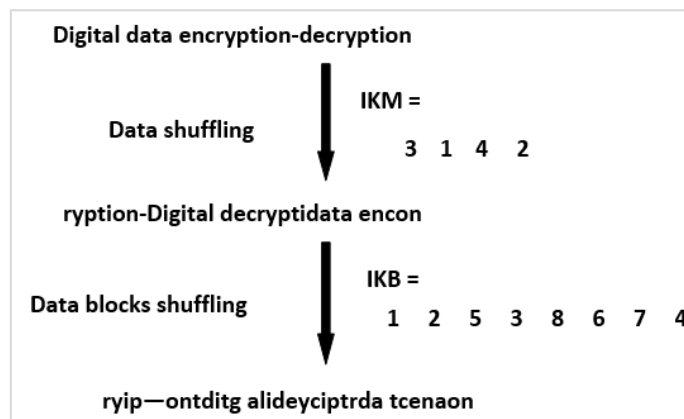 Digital data encryption-decryption
IKM =
Data shuffling
3 1 4 2
ryption-Digital decryptidata encon
IKB =
Data blocks shuffling
1 2 5 3 8 6 7 4
ryip—ontditg alideyciptrda tcenaon